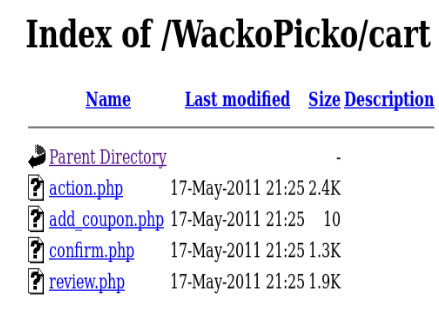 Index of /WackoPicko/cart
Name Last modified Size Description
Parent Directory -
action.php 17-May-2011 21:25 2.4K
add_coupon.php 17-May-2011 21:25 10
confirm.php 17-May-2011 21:25 1.3K
review.php 17-May-2011 21:25 1.9K